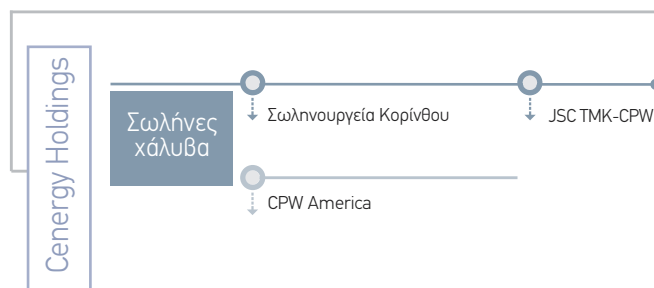 Cenergy Holdings
Σωλήνες
χάλυβα
Σωληνουργεία Κορίνθου
JSC TMK-CPW
CPW America